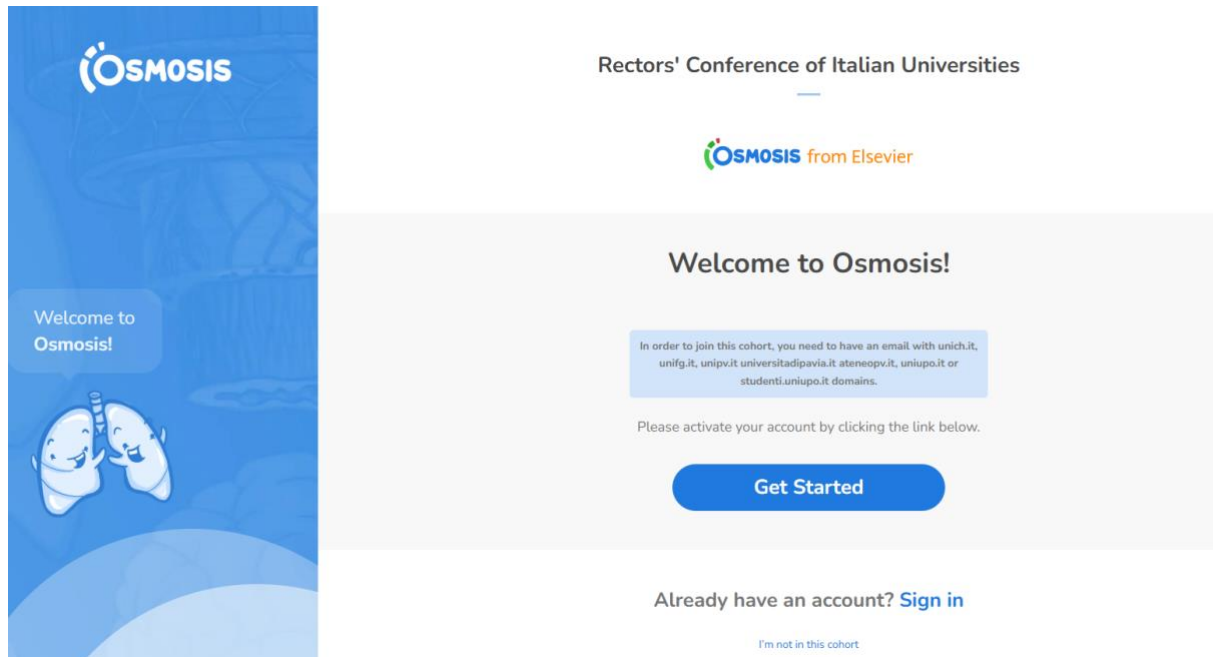 OSMOSIS
Welcome to
Osmosis!
Rectors' Conference of Italian Universities
OSMOSIS from Elsevier
Welcome to Osmosis!
In order to join this cohort, you need to have an email with unich.it,
unifg.it, unipv.it universitadipavia.it ateneopv.it, uniupo.it or
studenti.uniupo.it domains.
Please activate your account by clicking the link below.
Get Started
Already have an account? Sign in
I'm not in this cohort